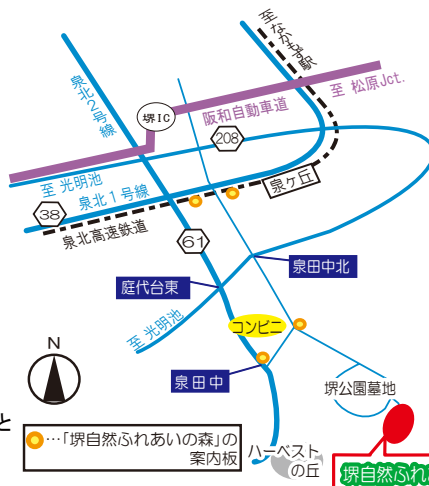 至なかもず駅
泉北2号線
堺IC
阪和自動車道
至 松原Jct.
208
至 光明池
泉北1号線
泉ヶ丘
38
泉北高速鉄道
61
泉田中北
庭代台東
至 光明池
コンビニ
N
泉田中
堺公園墓地
と
…「堺自然ふれあいの森」の
案内板
ハーベスト
の丘
堺自然ふれ